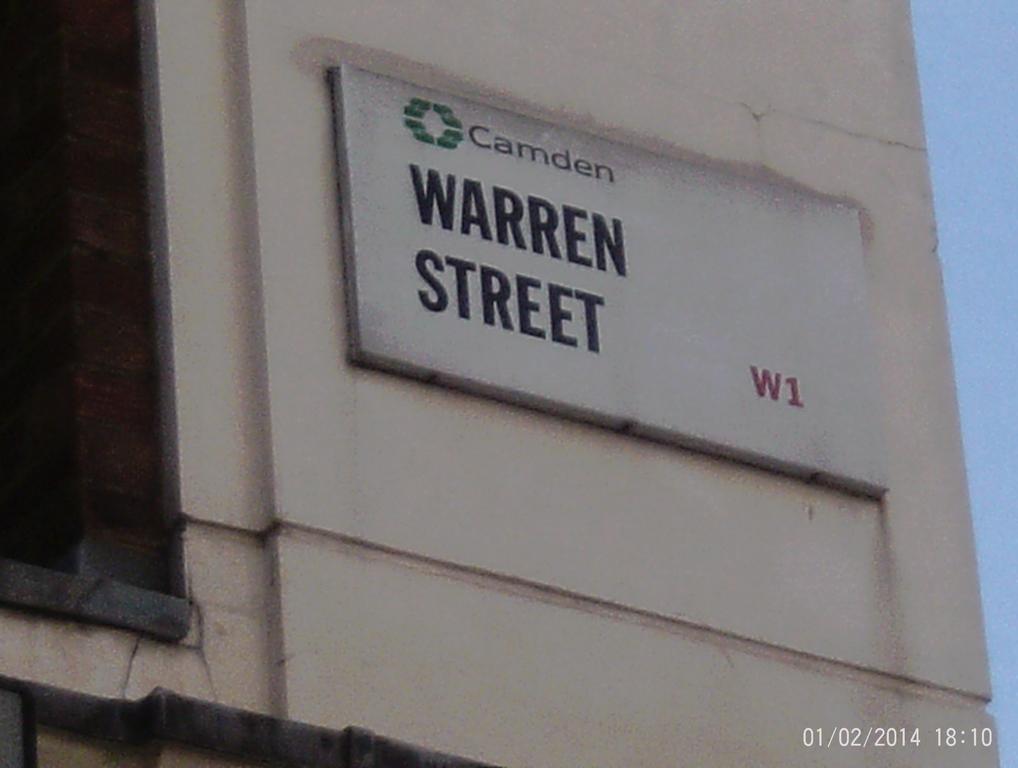 Camden
WARREN
STREET
W1
01/02/2014 18:10